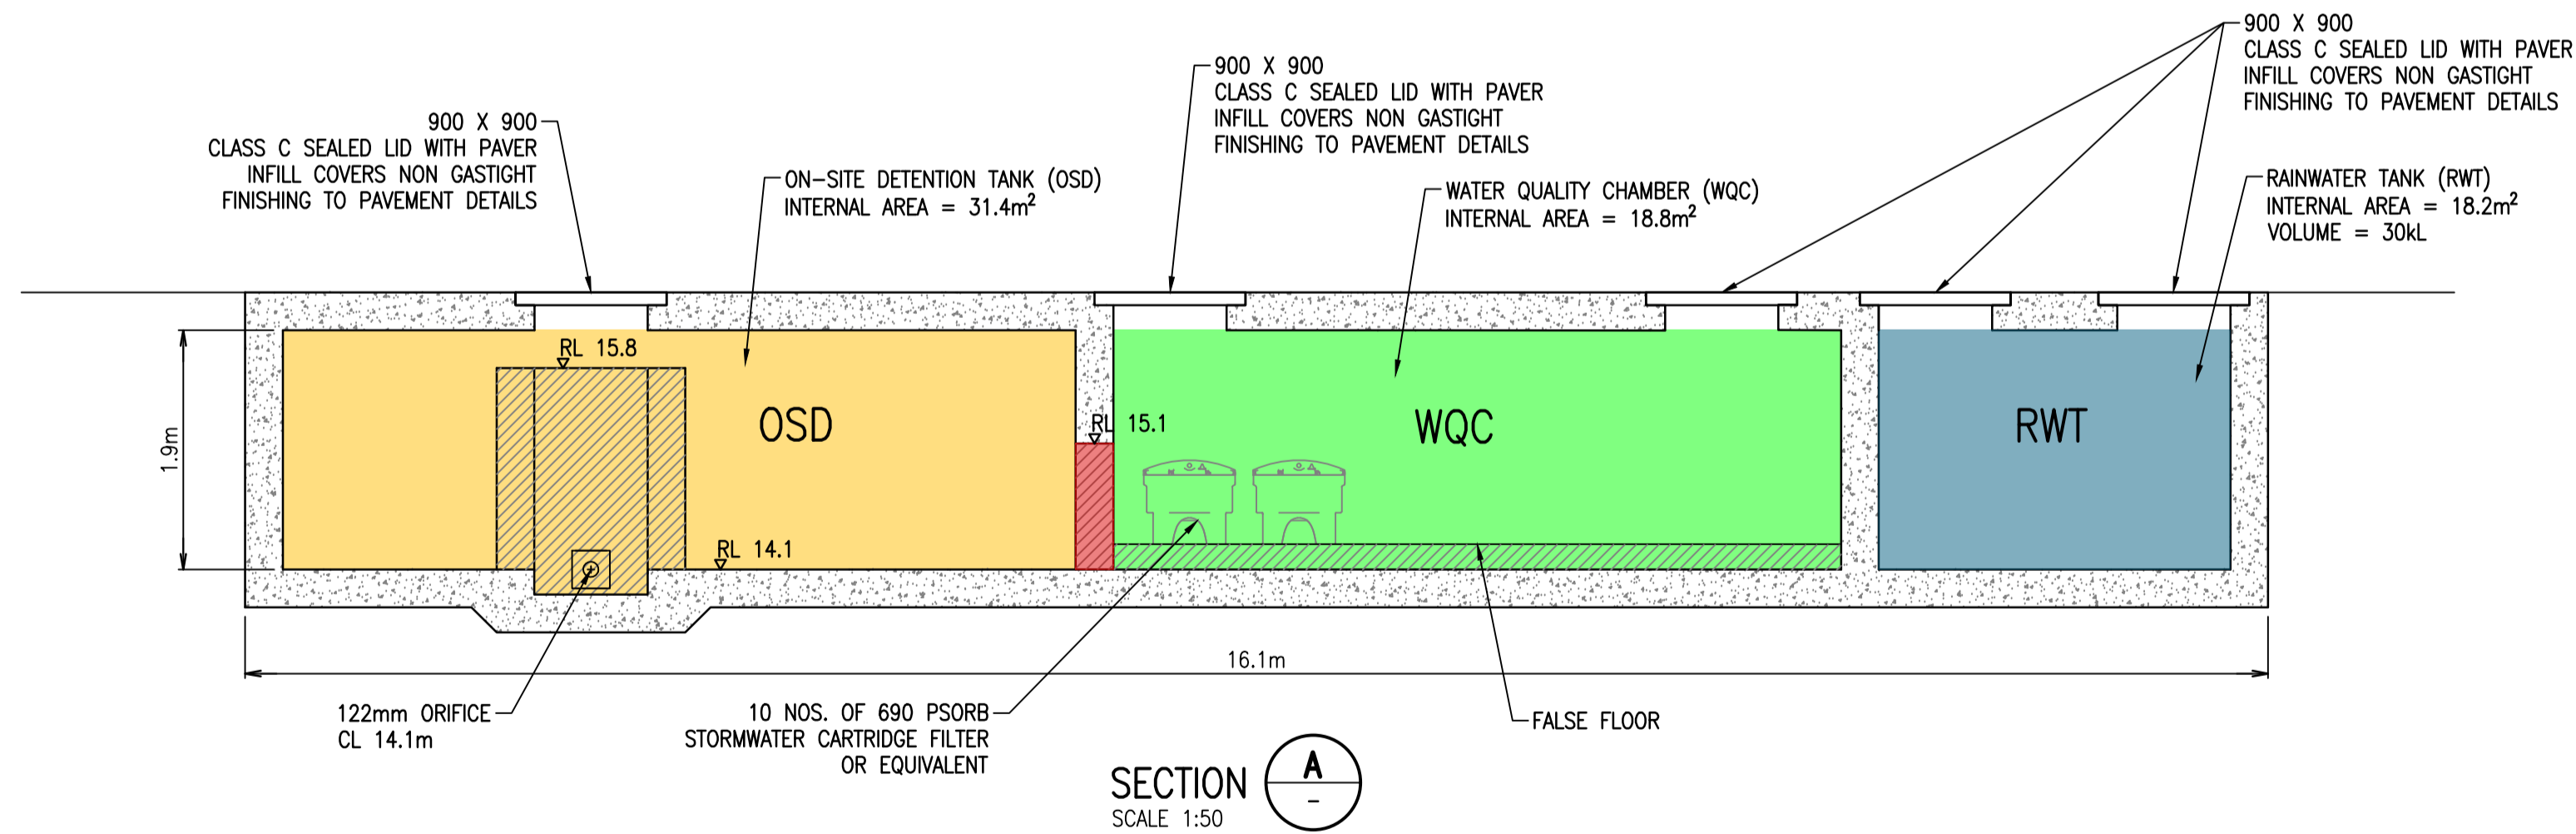 900 X 900
CLASS C SEALED LID WITH PAVER
INFILL COVERS NON GASTIGHT
FINISHING TO PAVEMENT DETAILS
900 X 900
CLASS C SEALED LID WITH PAVER
INFILL COVERS NON GASTIGHT
FINISHING TO PAVEMENT DETAILS
900 X 900
CLASS C SEALED LID WITH PAVER
INFILL COVERS NON GASTIGHT
FINISHING TO PAVEMENT DETAILS
ON-SITE DETENTION TANK (OSD)
INTERNAL AREA = 31.4m²
WATER QUALITY CHAMBER (WQC)
INTERNAL AREA = 18.8m²
RAINWATER TANK (RWT)
INTERNAL AREA = 18.2m²
VOLUME = 30kL
RL 15.8
OSD
RL 15.1
WQC
RWT
1.9m
RL 14.1
16.1m
122mm ORIFICE
CL 14.1m
10 NOS. OF 690 PSORB
STORMWATER CARTRIDGE FILTER
OR EQUIVALENT
FALSE FLOOR
SECTION
SCALE 1:50
A
-